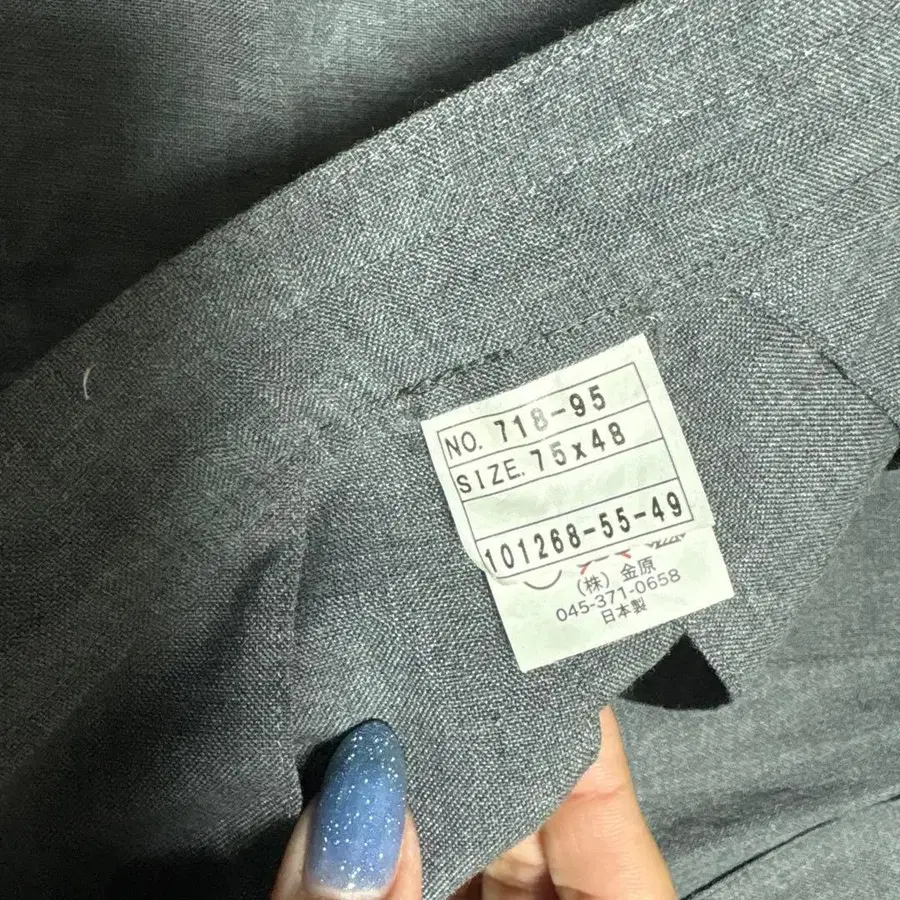 NO. 718-95
SIZE. 75x48
101268-55-49
(株) 金原
045-371-0658
日本製